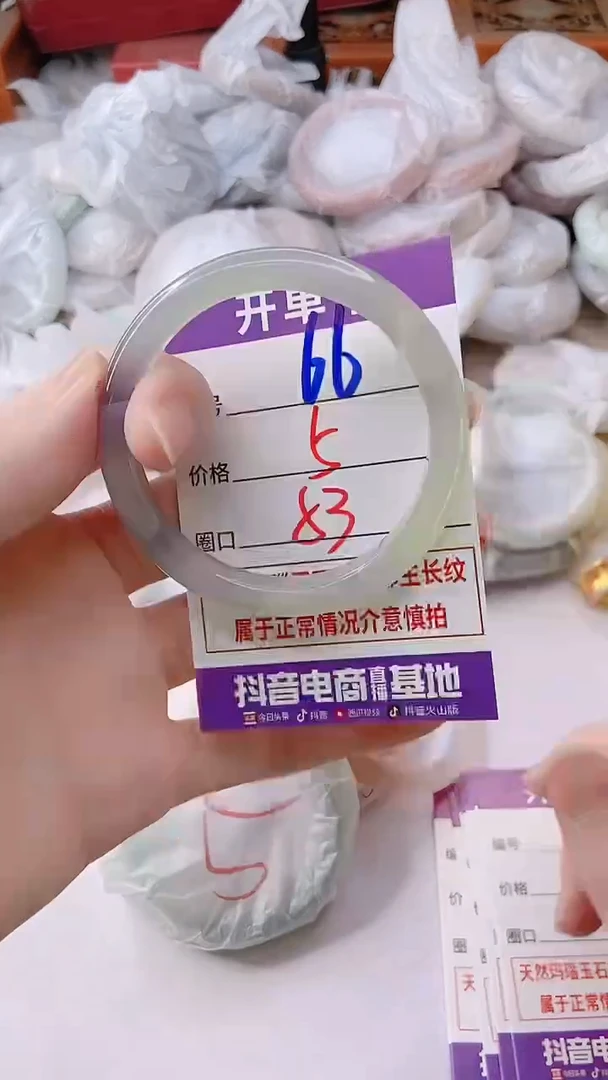 开单
号 66
价格 5
圈口 83
生长纹
属于正常情况介意慎拍
抖音电商直播基地
今日头条 抖音 西瓜视频 抖音火山版
5
编号
价格
圈口
天然玛瑙玉石
属于正常情
抖音电